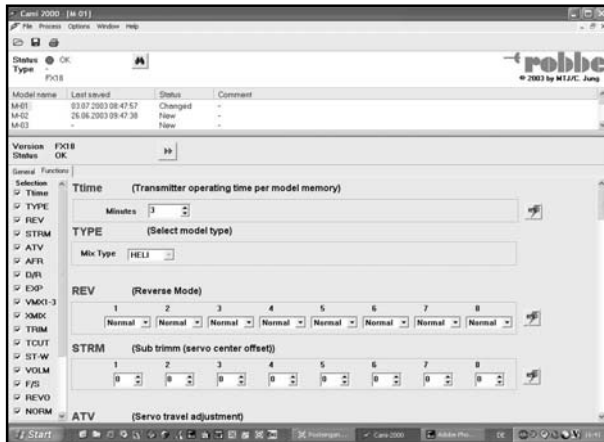 Cami 2000 - [M-01]
File Process Options Window Help
Status OK
Type -
FX18
robbe
© 2003 by MTJ/C. Jung
Model name Last saved Status Comment
M-01 03.07.2003 08:47:57 Changed -
M-02 26.06.2003 09:47:38 New -
M-03 - New -
Version FX18
Status OK
General Functions
Selection
Ttime
TYPE
REV
STRM
ATV
AFR
D/R
EXP
VMX1-3
XMIX
TRIM
TCUT
ST-W
VOLM
F/S
REVO
NORM
Ttime (Transmitter operating time per model memory)
Minutes 3
TYPE (Select model type)
Mix Type HELI
REV (Reverse Mode)
1 2 3 4 5 6 7 8
Normal Normal Normal Normal Normal Normal Normal Normal
STRM (Sub trimm (servo center offset))
1 2 3 4 5 6 7 8
0 0 0 0 0 0 0 0
ATV (Servo travel adjustment)
Start Cami 2000 Adobe Pho... DE